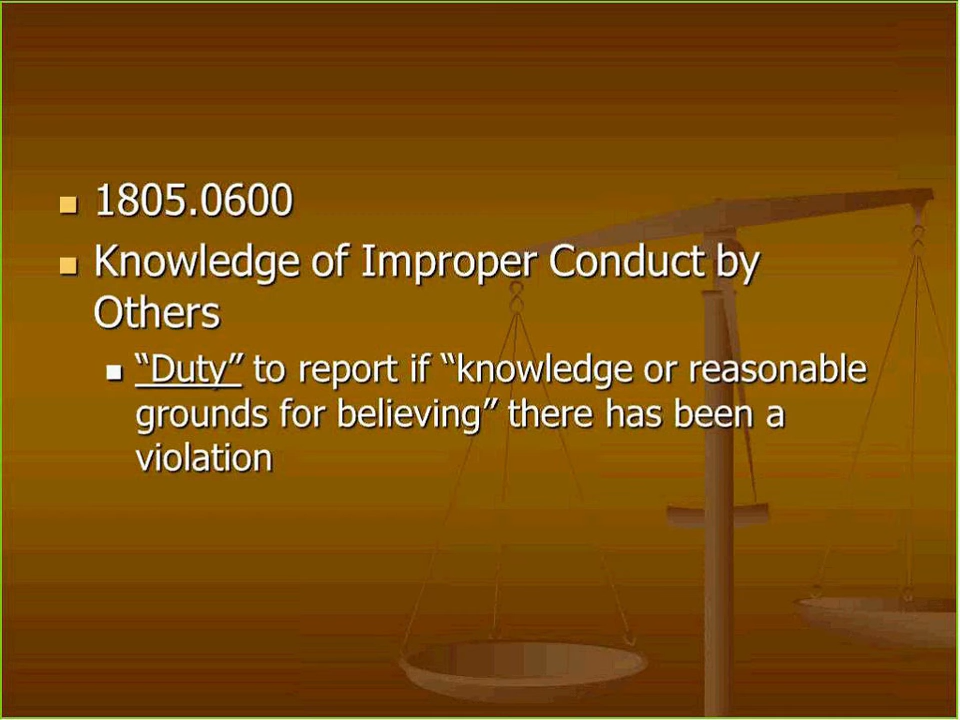 1805.0600
Knowledge of Improper Conduct by
Others
“Duty” to report if “knowledge or reasonable
grounds for believing” there has been a
violation